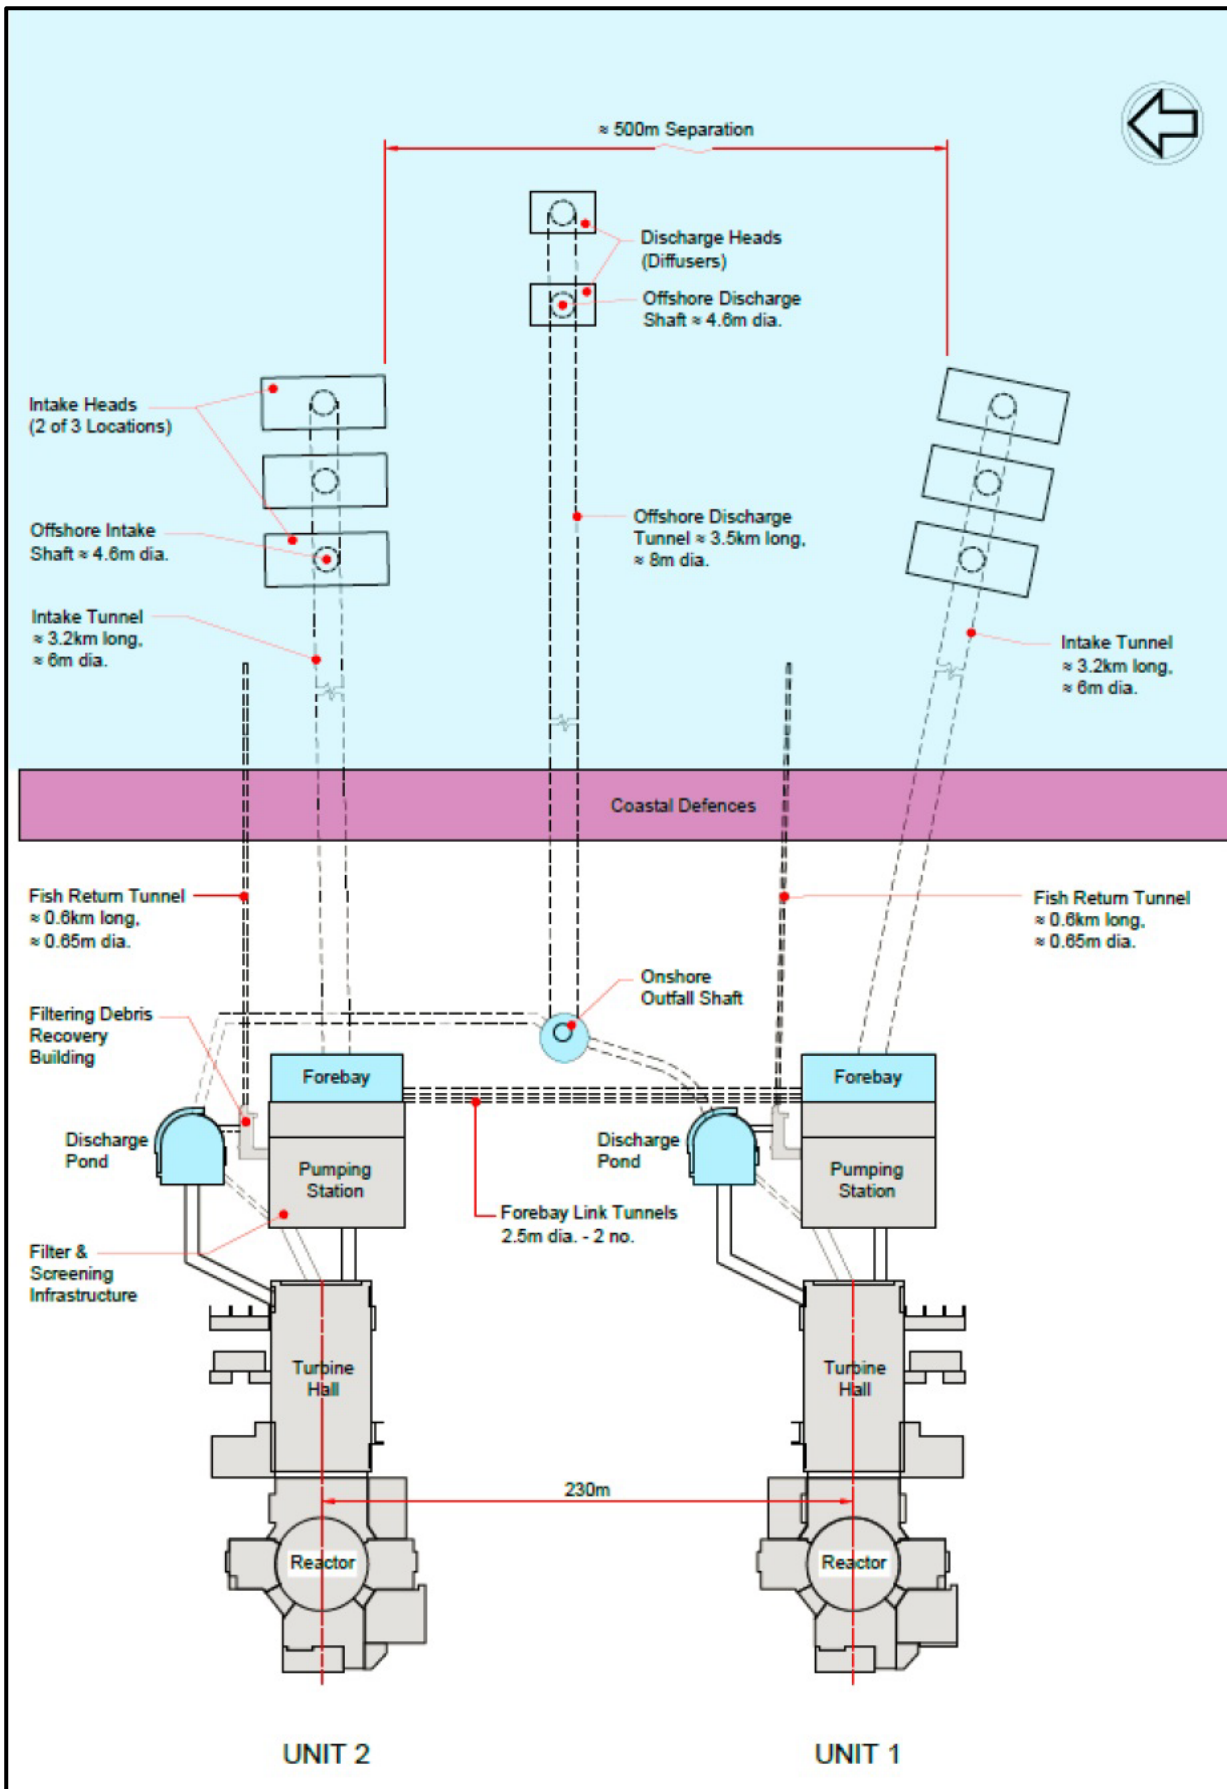 ≈ 500m Separation
Discharge Heads
(Diffusers)
Offshore Discharge
Shaft ≈ 4.6m dia.
Intake Heads
(2 of 3 Locations)
Offshore Intake
Shaft ≈ 4.6m dia.
Offshore Discharge
Tunnel ≈ 3.5km long,
≈ 8m dia.
Intake Tunnel
≈ 3.2km long,
≈ 6m dia.
Intake Tunnel
≈ 3.2km long,
≈ 6m dia.
Coastal Defences
Fish Return Tunnel
≈ 0.6km long,
≈ 0.65m dia.
Fish Return Tunnel
≈ 0.6km long,
≈ 0.65m dia.
Onshore
Outfall Shaft
Filtering Debris
Recovery
Building
Forebay
Forebay
Discharge
Pond
Discharge
Pond
Pumping
Station
Pumping
Station
Forebay Link Tunnels
2.5m dia. - 2 no.
Filter &
Screening
Infrastructure
Turbine
Hall
Turbine
Hall
230m
Reactor
Reactor
UNIT 2
UNIT 1